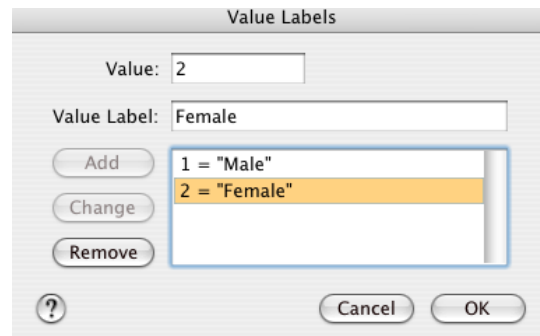 Value Labels
Value: 2
Value Label: Female
Add
1 = "Male"
2 = "Female"
Change
Remove
? Cancel OK